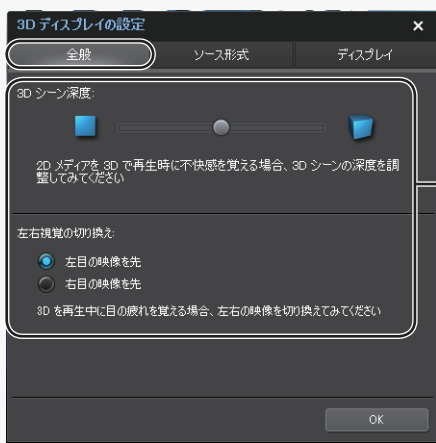 3D ディスプレイの設定
全般 ソース形式 ディスプレイ
3D シーン深度:
2D メディアを 3D で再生時に不快感を覚える場合、3D シーンの深度を調
整してみてください
左右視覚の切り換え:
左目の映像を先
右目の映像を先
3D を再生中に目の疲れを覚える場合、左右の映像を切り換えてみてください
OK